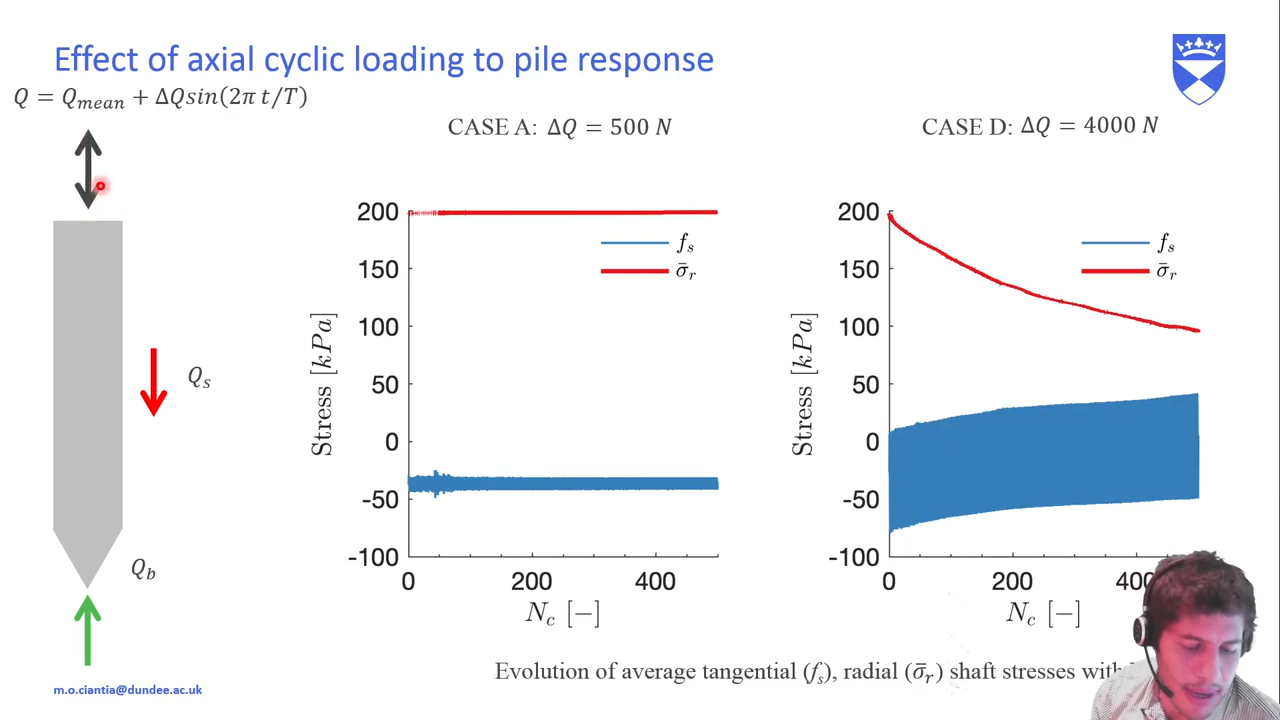 Effect of axial cyclic loading to pile response
Q = Q_mean + ΔQsin(2π t/T)
CASE A: ΔQ = 500 N
CASE D: ΔQ = 4000 N
Q_s
Q_b
200
150
100
50
0
-50
-100
Stress [kPa]
f_s
σ̄_r
0
200
400
N_c [−]
200
150
100
50
0
-50
-100
Stress [kPa]
f_s
σ̄_r
0
200
N_c [−]
Evolution of average tangential (f_s), radial (σ̄_r) shaft stresses with
m.o.ciantia@dundee.ac.uk